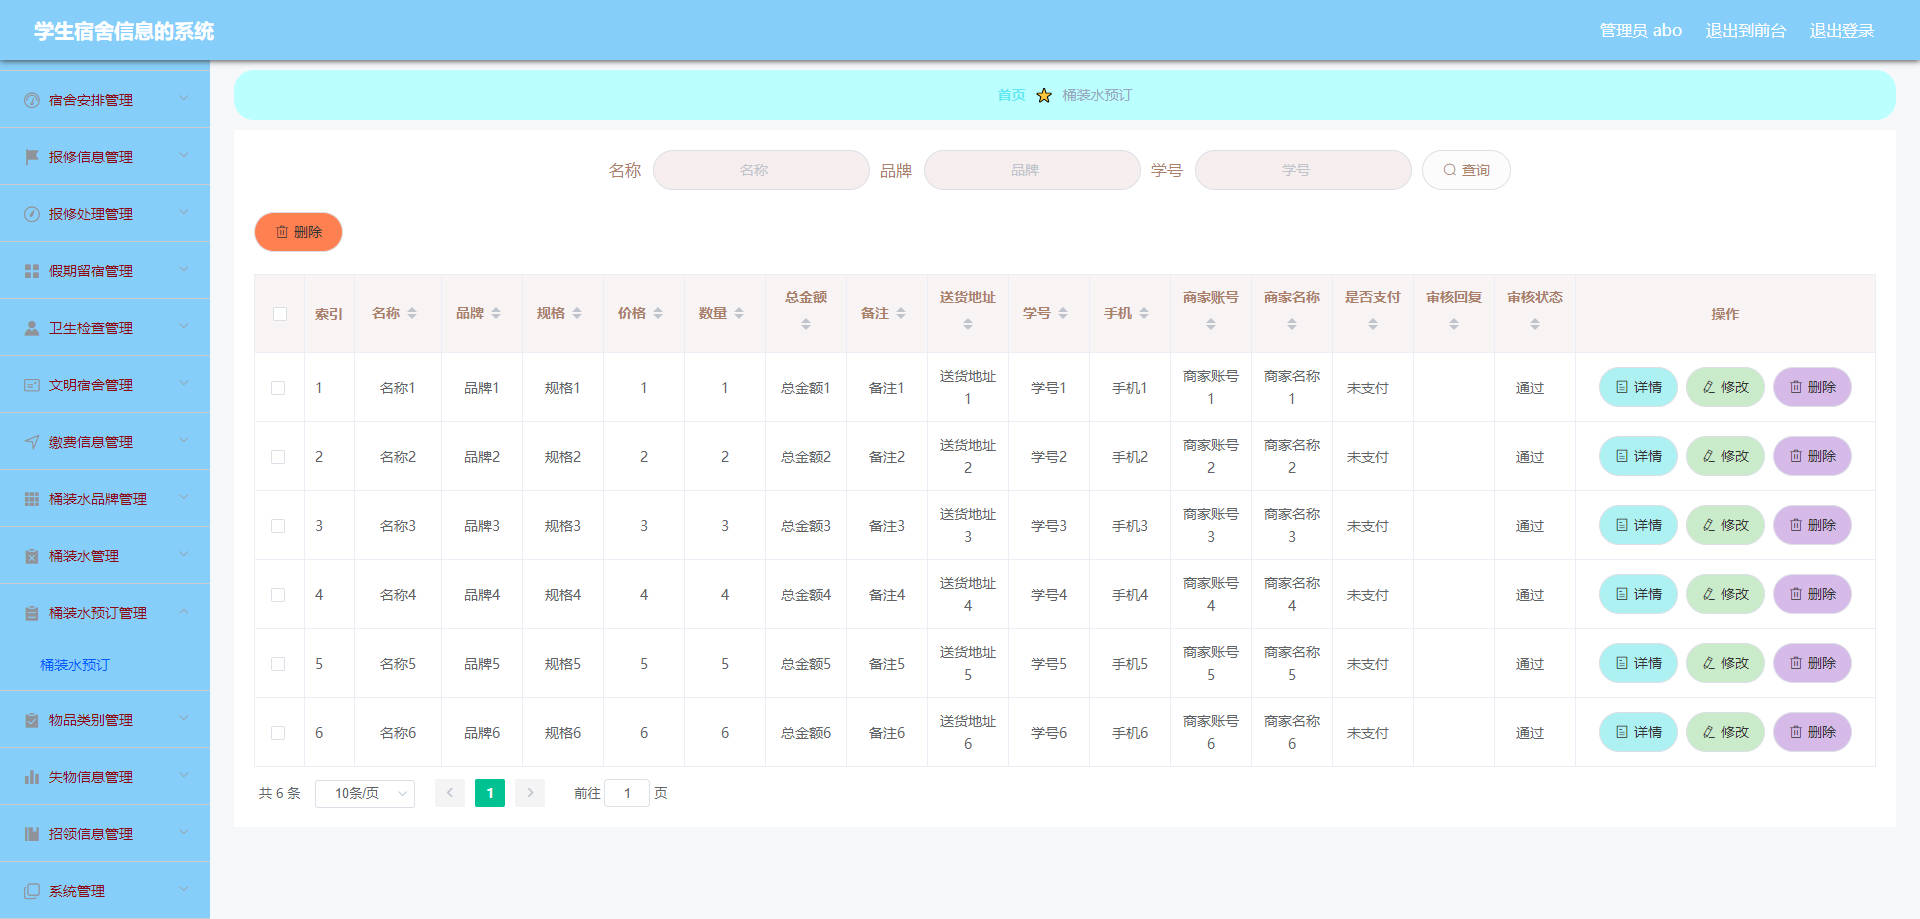 学生宿舍信息的系统
管理员 abo 退出到前台 退出登录
宿舍安排管理
报修信息管理
报修处理管理
假期留宿管理
卫生检查管理
文明宿舍管理
缴费信息管理
桶装水品牌管理
桶装水管理
桶装水预订管理
桶装水预订
物品类别管理
失物信息管理
招领信息管理
系统管理
首页 桶装水预订
名称 名称 品牌 品牌 学号 学号 查询
删除
索引 名称 品牌 规格 价格 数量 总金额 备注 送货地址 学号 手机 商家账号 商家名称 是否支付 审核回复 审核状态 操作
1 名称1 品牌1 规格1 1 1 总金额1 备注1 送货地址1 学号1 手机1 商家账号1 商家名称1 未支付 通过 详情 修改 删除
2 名称2 品牌2 规格2 2 2 总金额2 备注2 送货地址2 学号2 手机2 商家账号2 商家名称2 未支付 通过 详情 修改 删除
3 名称3 品牌3 规格3 3 3 总金额3 备注3 送货地址3 学号3 手机3 商家账号3 商家名称3 未支付 通过 详情 修改 删除
4 名称4 品牌4 规格4 4 4 总金额4 备注4 送货地址4 学号4 手机4 商家账号4 商家名称4 未支付 通过 详情 修改 删除
5 名称5 品牌5 规格5 5 5 总金额5 备注5 送货地址5 学号5 手机5 商家账号5 商家名称5 未支付 通过 详情 修改 删除
6 名称6 品牌6 规格6 6 6 总金额6 备注6 送货地址6 学号6 手机6 商家账号6 商家名称6 未支付 通过 详情 修改 删除
共 6 条 10条/页 1 前往 1 页